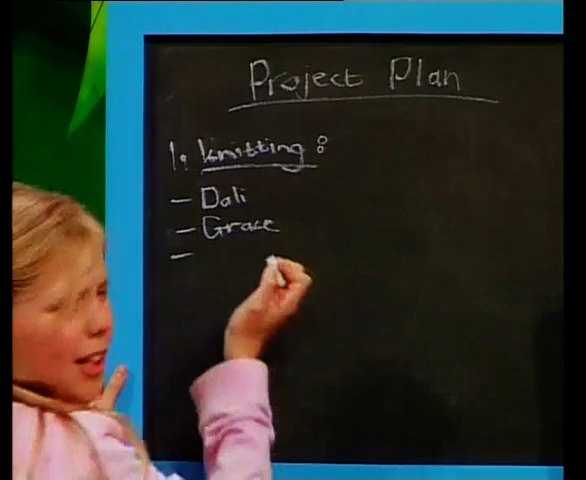 Project Plan
1. Knitting :
- Dali
- Grace
-